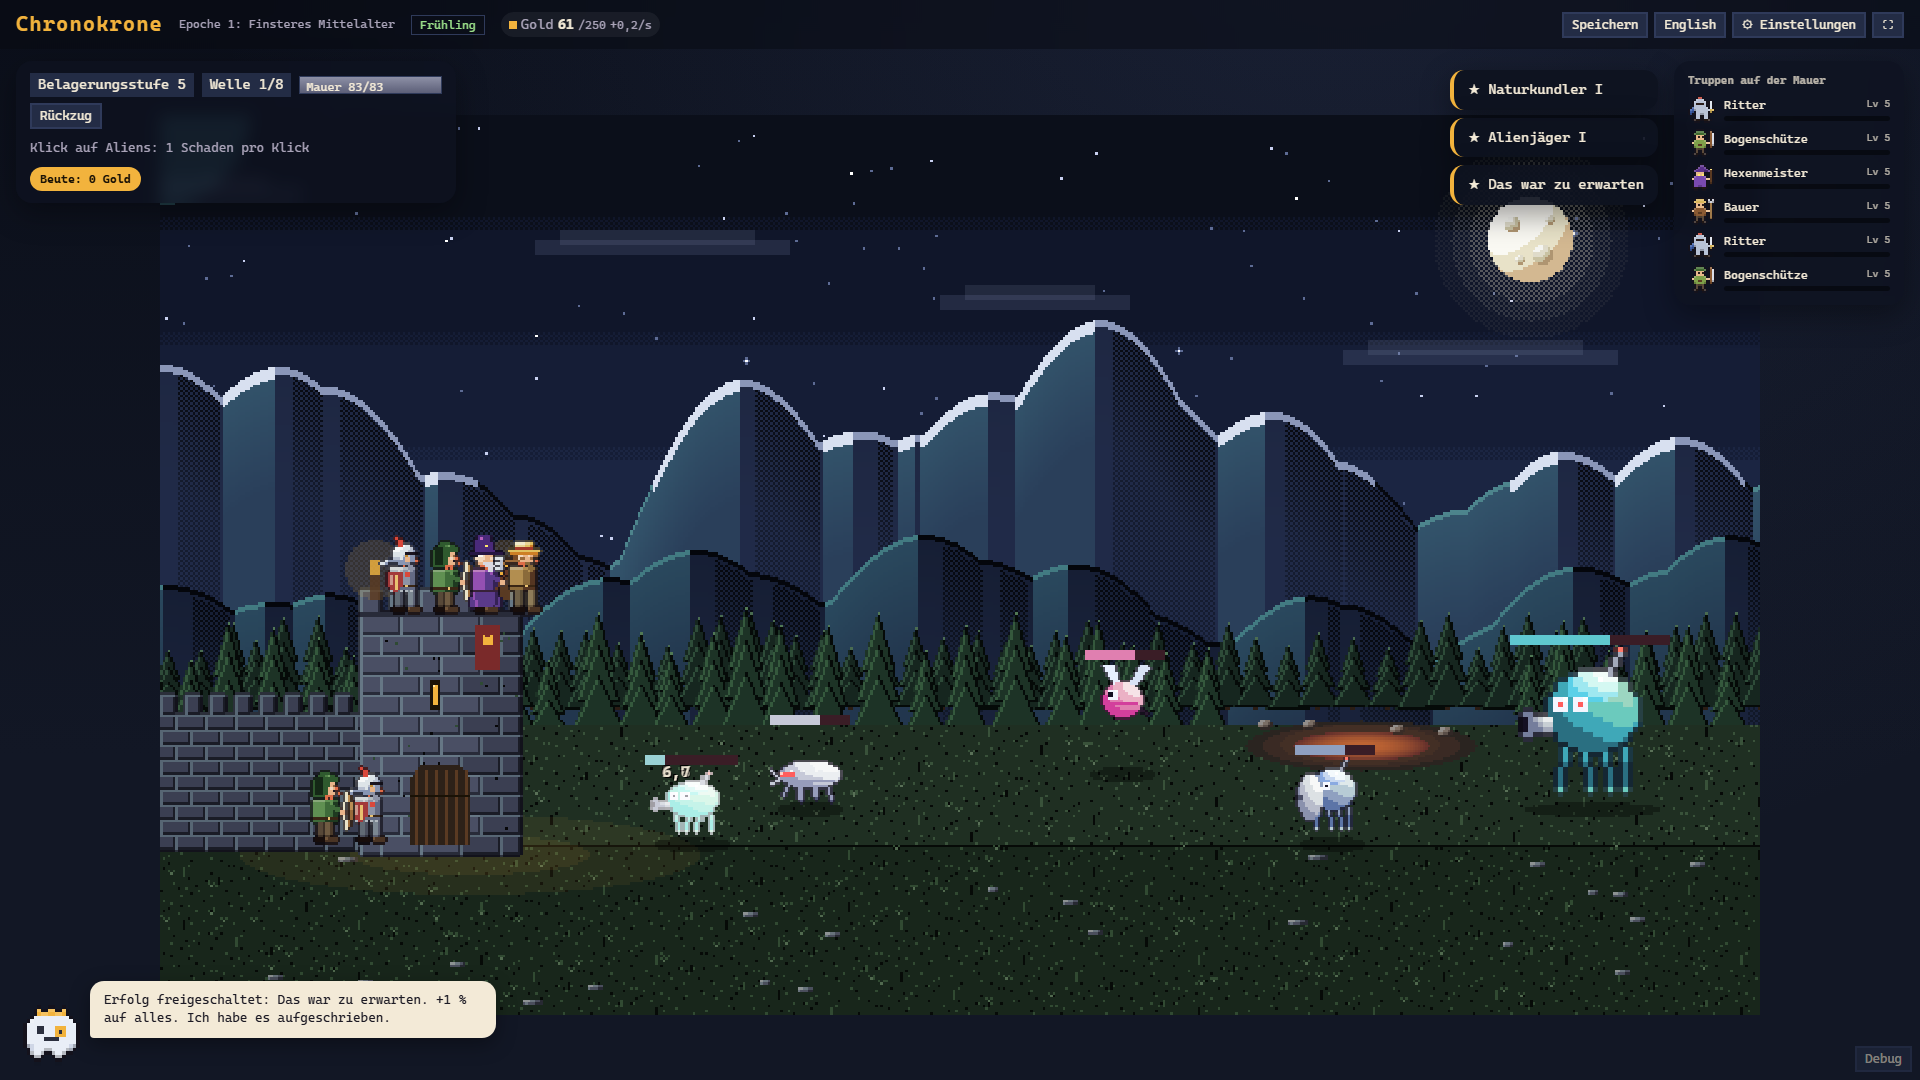 Chronokrone
Epoche 1: Finsteres Mittelalter
Frühling
Gold 61 /250 +0,2/s
Speichern
English
⚙ Einstellungen
Belagerungsstufe 5
Welle 1/8
Mauer 83/83
Rückzug
Klick auf Aliens: 1 Schaden pro Klick
Beute: 0 Gold
★ Naturkundler I
★ Alienjäger I
★ Das war zu erwarten
Truppen auf der Mauer
Ritter Lv 5
Bogenschütze Lv 5
Hexenmeister Lv 5
Bauer Lv 5
Ritter Lv 5
Bogenschütze Lv 5
Erfolg freigeschaltet: Das war zu erwarten. +1 %
auf alles. Ich habe es aufgeschrieben.
Debug